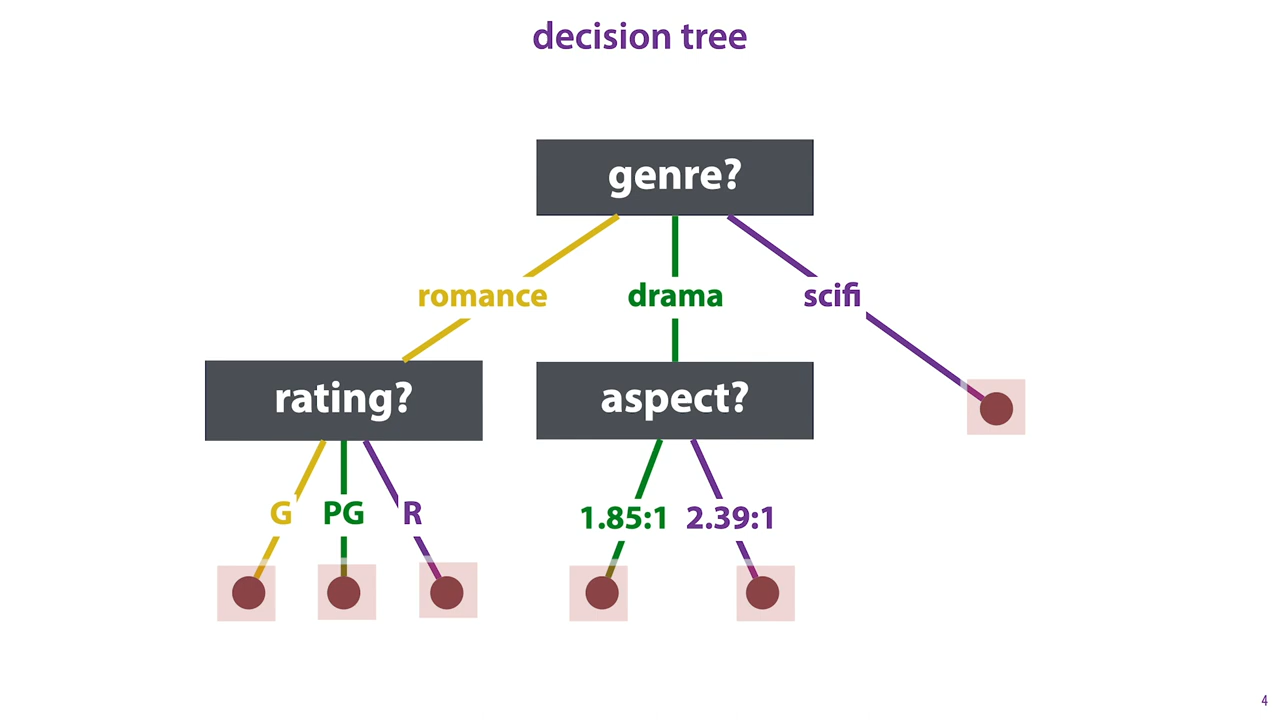 decision tree
genre?
romance
drama
scifi
rating?
aspect?
G
PG
R
1.85:1
2.39:1
4